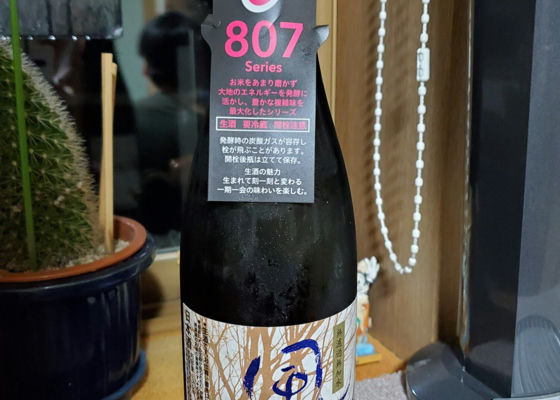 807
Series
お米をあまり磨かず
大地のエネルギーを発酵に
活かし、豊かな複雑味を
最大化したシリーズ
生酒 要冷蔵 開栓注意
発酵時の炭酸ガスが溶存し
栓が飛ぶことがあります。
開栓後瓶は立てて保存。
生酒の魅力
生まれて刻一刻と変わる
一期一会の味わいを楽しむ。
風